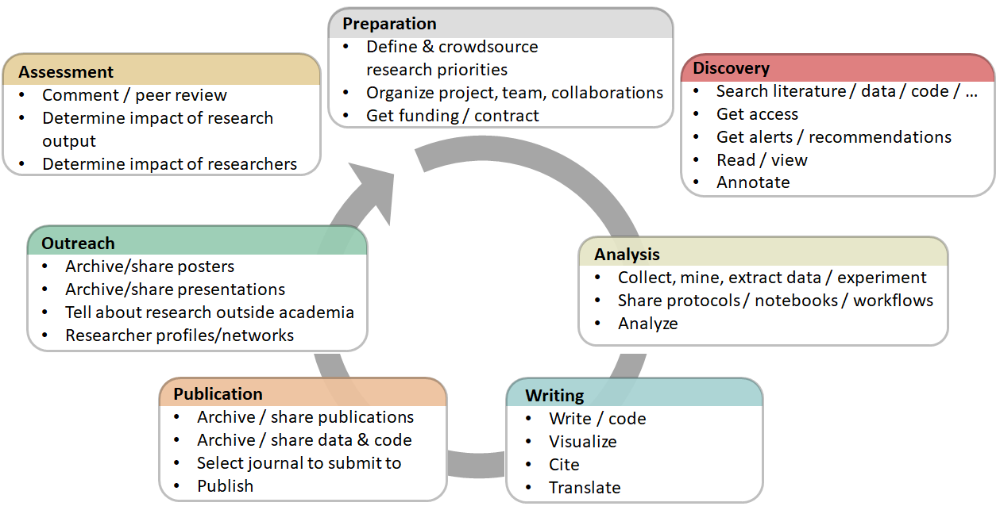 Preparation
• Define & crowdsource
research priorities
• Organize project, team, collaborations
• Get funding / contract
Discovery
• Search literature / data / code / ...
• Get access
• Get alerts / recommendations
• Read / view
• Annotate
Analysis
• Collect, mine, extract data / experiment
• Share protocols / notebooks / workflows
• Analyze
Writing
• Write / code
• Visualize
• Cite
• Translate
Publication
• Archive / share publications
• Archive / share data & code
• Select journal to submit to
• Publish
Outreach
• Archive/share posters
• Archive/share presentations
• Tell about research outside academia
• Researcher profiles/networks
Assessment
• Comment / peer review
• Determine impact of research
output
• Determine impact of researchers